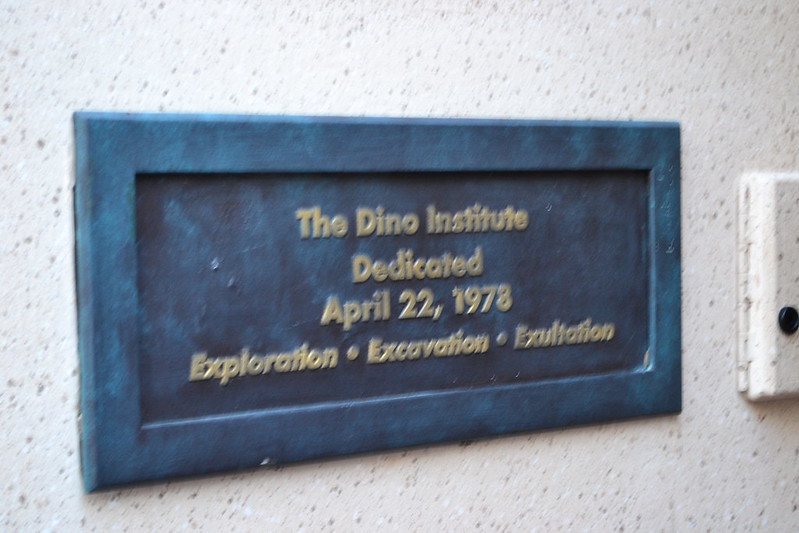 The Dino Institute
Dedicated
April 22, 1978
Exploration • Excavation • Exultation